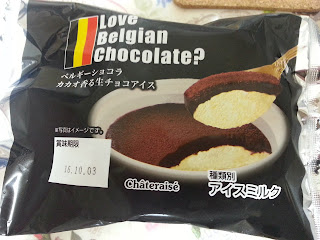 Love
Belgian
Chocolate?
ベルギーショコラ
カカオ香る生チョコアイス
※写真はイメージです。
賞味期限
16.10.03
Châteraisé
種類別
アイスミルク